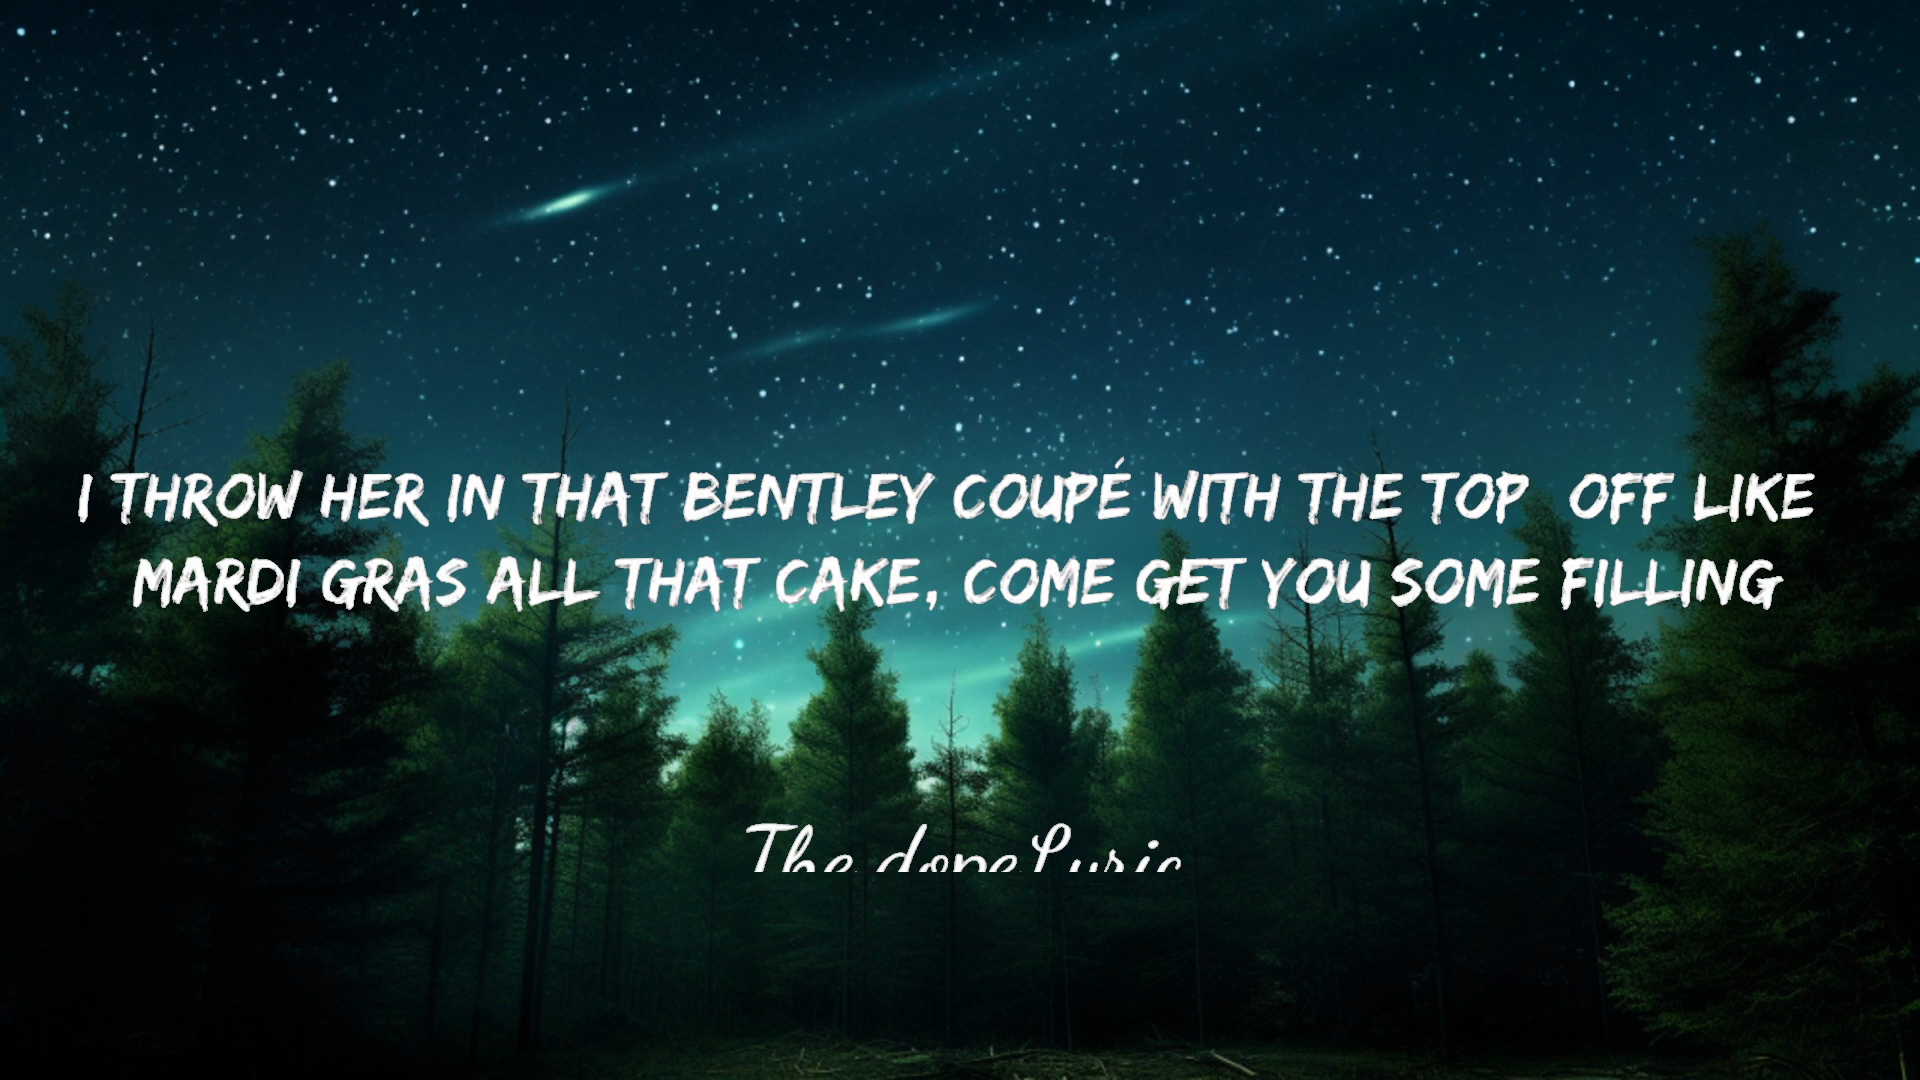 I THROW HER IN THAT BENTLEY COUPÉ WITH THE TOP  OFF LIKE
MARDI GRAS ALL THAT CAKE, COME GET YOU SOME FILLING
The dopeLyric